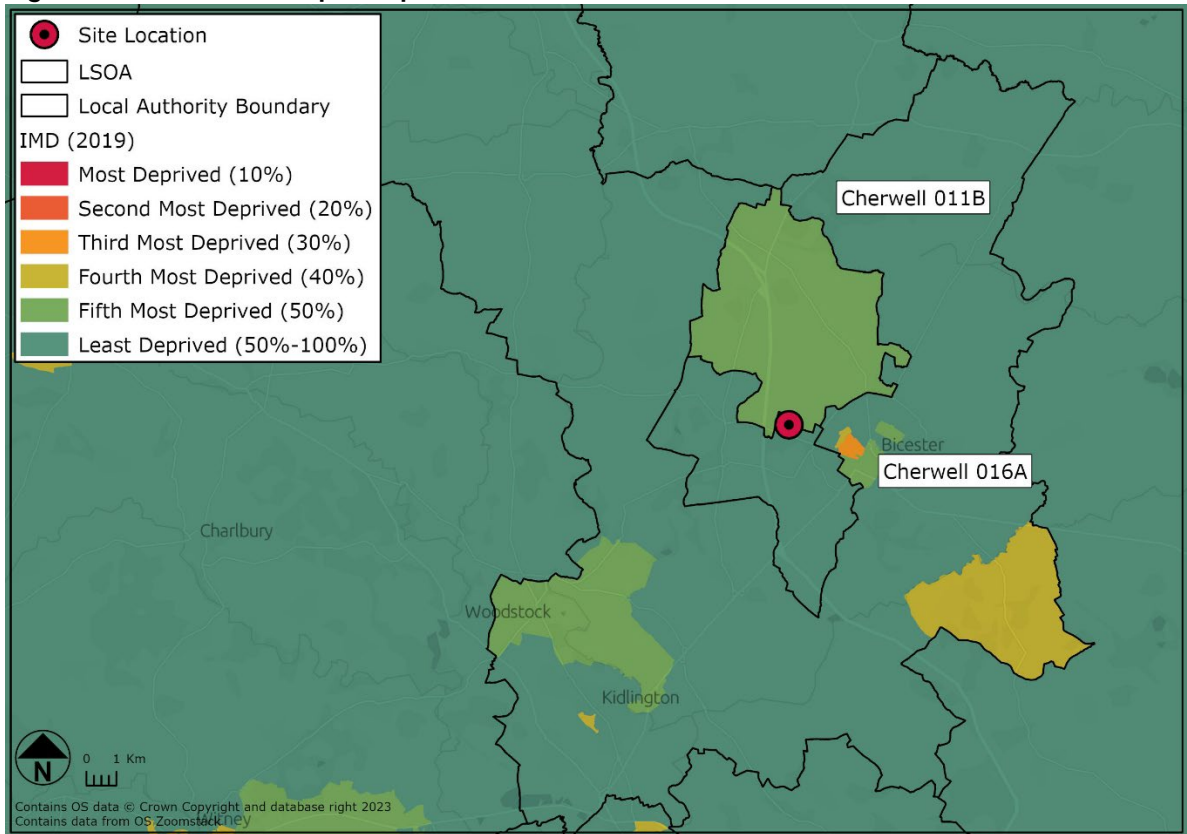 Site Location
LSOA
Local Authority Boundary
IMD (2019)
Most Deprived (10%)
Second Most Deprived (20%)
Third Most Deprived (30%)
Fourth Most Deprived (40%)
Fifth Most Deprived (50%)
Least Deprived (50%-100%)
Cherwell 011B
Bicester
Cherwell 016A
Charlbury
Woodstock
Kidlington
N
0 1 Km
Contains OS data © Crown Copyright and database right 2023
Contains data from OS Zoomstack
Witney